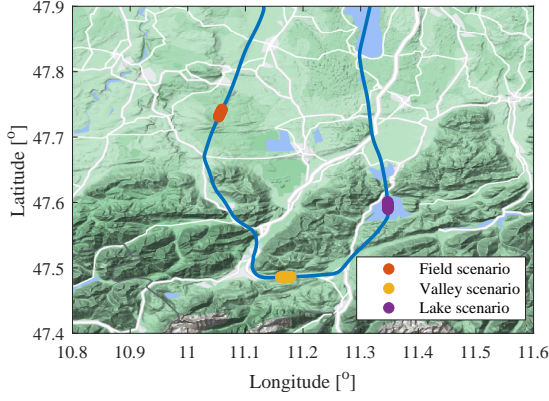 47.9
47.8
47.7
47.6
47.5
47.4
Latitude [°]
Field scenario
Valley scenario
Lake scenario
10.8 10.9 11 11.1 11.2 11.3 11.4 11.5 11.6
Longitude [°]